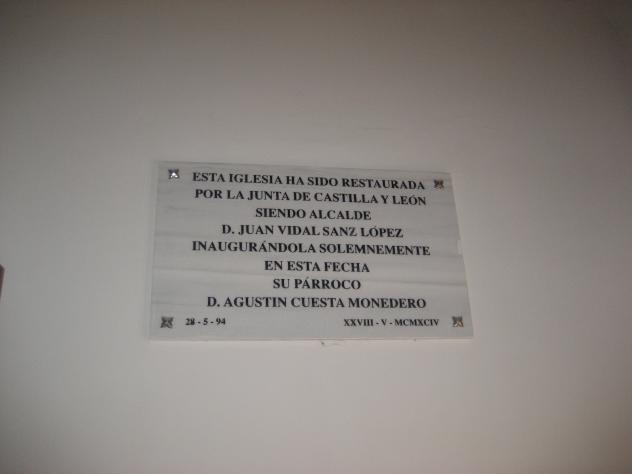 ESTA IGLESIA HA SIDO RESTAURADA
POR LA JUNTA DE CASTILLA Y LEÓN
SIENDO ALCALDE
D. JUAN VIDAL SANZ LÓPEZ
INAUGURÁNDOLA SOLEMNEMENTE
EN ESTA FECHA
SU PÁRROCO
D. AGUSTIN CUESTA MONEDERO
28 - 5 - 94 XXVIII - V - MCMXCIV